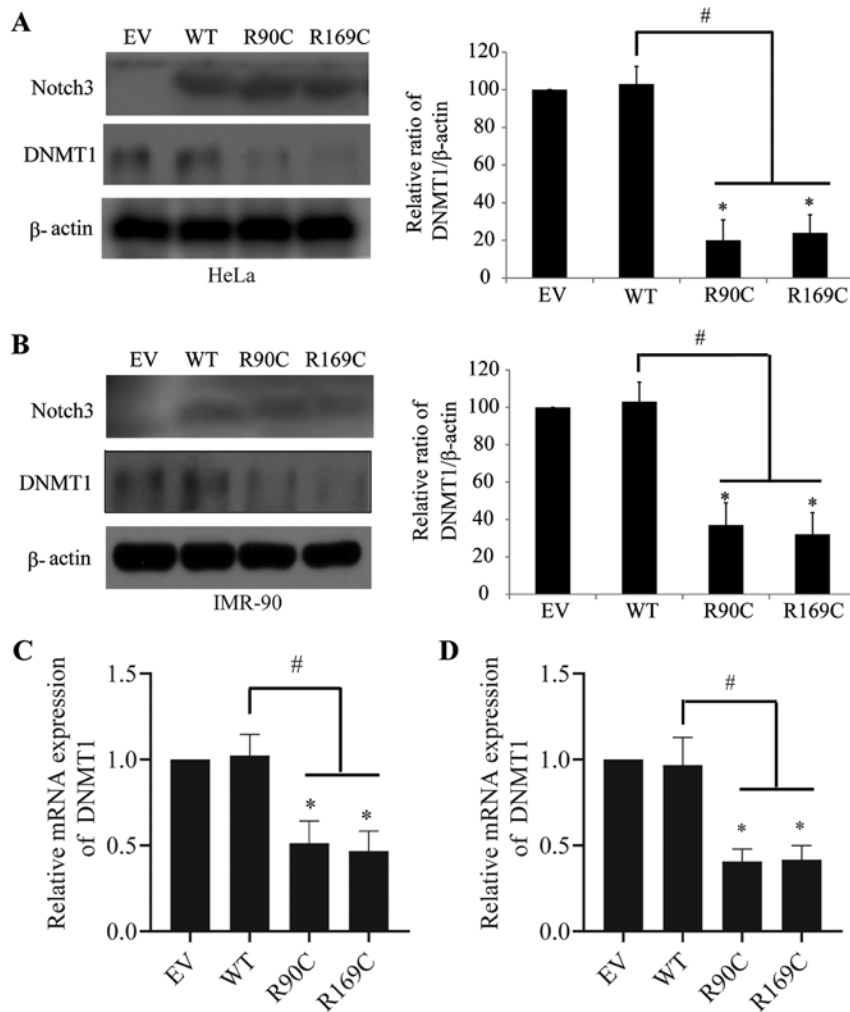 A
EV WT R90C R169C
Notch3
DNMT1
β- actin
HeLa
Relative ratio of
DNMT1/β-actin
120
100
80
60
40
20
0
#
* *
EV WT R90C R169C
B
EV WT R90C R169C
Notch3
DNMT1
β- actin
IMR-90
Relative ratio of
DNMT1/β-actin
120
100
80
60
40
20
0
#
* *
EV WT R90C R169C
C
Relative mRNA expression
of DNMT1
1.5
1.0
0.5
0.0
#
* *
EV WT R90C R169C
D
Relative mRNA expression
of DNMT1
1.5
1.0
0.5
0.0
#
* *
EV WT R90C R169C